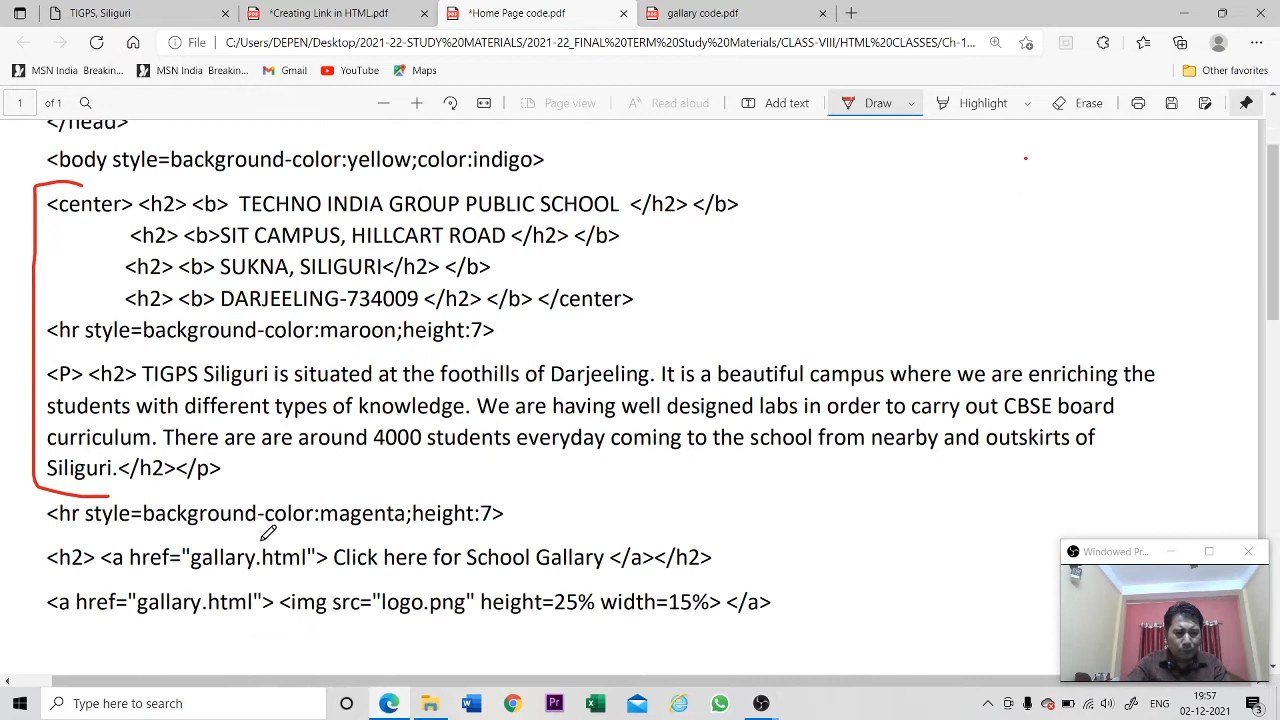 TIGPS Siliguri
*Creating Link in HTML.pdf
*Home Page code.pdf
gallary code.pdf
File
C:/Users/DEPEN/Desktop/2021-22-STUDY%20MATERIALS/2021-22_FINAL%20TERM%20Study%20Materials/CLASS-VIII/HTML%20CLASSES/Ch-1...
MSN India Breakin...
MSN India Breakin...
Gmail
YouTube
Maps
Other favorites
1 of 1
Page view
Read aloud
Add text
Draw
Highlight
Erase
</head>
<body style=background-color:yellow;color:indigo>
<center> <h2> <b> TECHNO INDIA GROUP PUBLIC SCHOOL </h2> </b>
<h2> <b>SIT CAMPUS, HILLCART ROAD </h2> </b>
<h2> <b> SUKNA, SILIGURI</h2> </b>
<h2> <b> DARJEELING-734009 </h2> </b> </center>
<hr style=background-color:maroon;height:7>
<P> <h2> TIGPS Siliguri is situated at the foothills of Darjeeling. It is a beautiful campus where we are enriching the
students with different types of knowledge. We are having well designed labs in order to carry out CBSE board
curriculum. There are are around 4000 students everyday coming to the school from nearby and outskirts of
Siliguri.</h2></p>
<hr style=background-color:magenta;height:7>
<h2> <a href="gallary.html"> Click here for School Gallary </a></h2>
<a href="gallary.html"> <img src="logo.png" height=25% width=15%> </a>
Windowed Pr...
Type here to search
ENG
19:57
02-12-2021
3